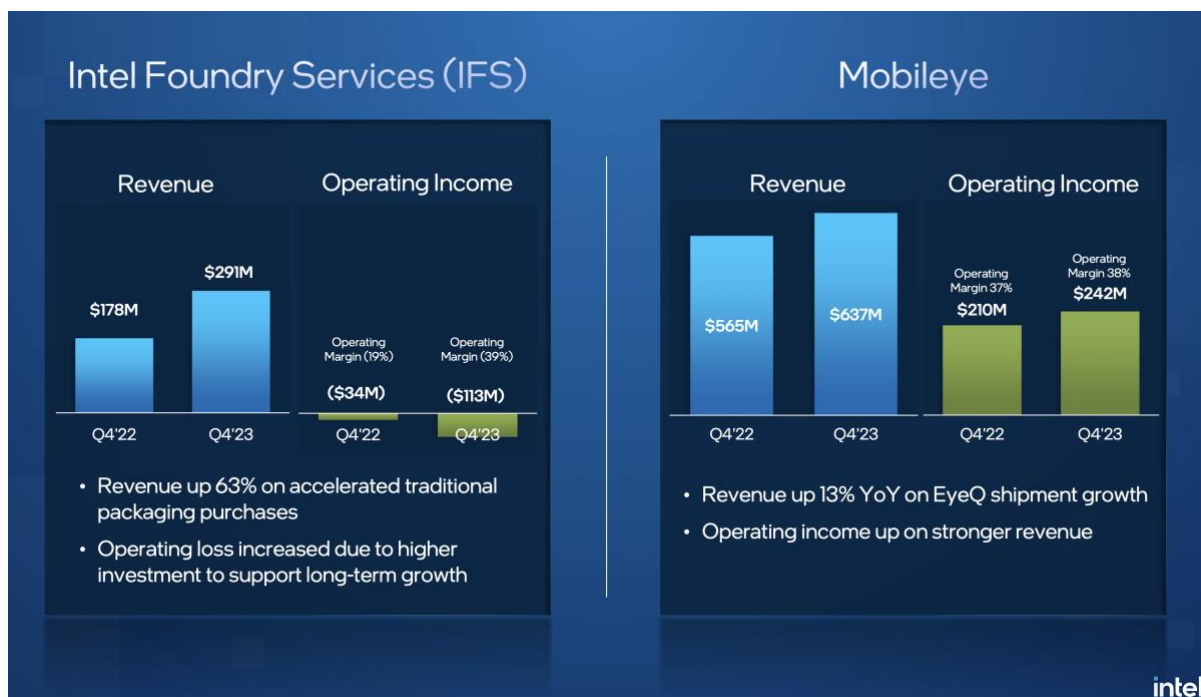 Intel Foundry Services (IFS)
Revenue
Operating Income
$178M
$291M
Operating
Margin (19%)
($34M)
Operating
Margin (39%)
($113M)
Q4'22
Q4'23
Q4'22
Q4'23
• Revenue up 63% on accelerated traditional
packaging purchases
• Operating loss increased due to higher
investment to support long-term growth
Mobileye
Revenue
Operating Income
$565M
$637M
Operating
Margin 37%
$210M
Operating
Margin 38%
$242M
Q4'22
Q4'23
Q4'22
Q4'23
• Revenue up 13% YoY on EyeQ shipment growth
• Operating income up on stronger revenue
intel